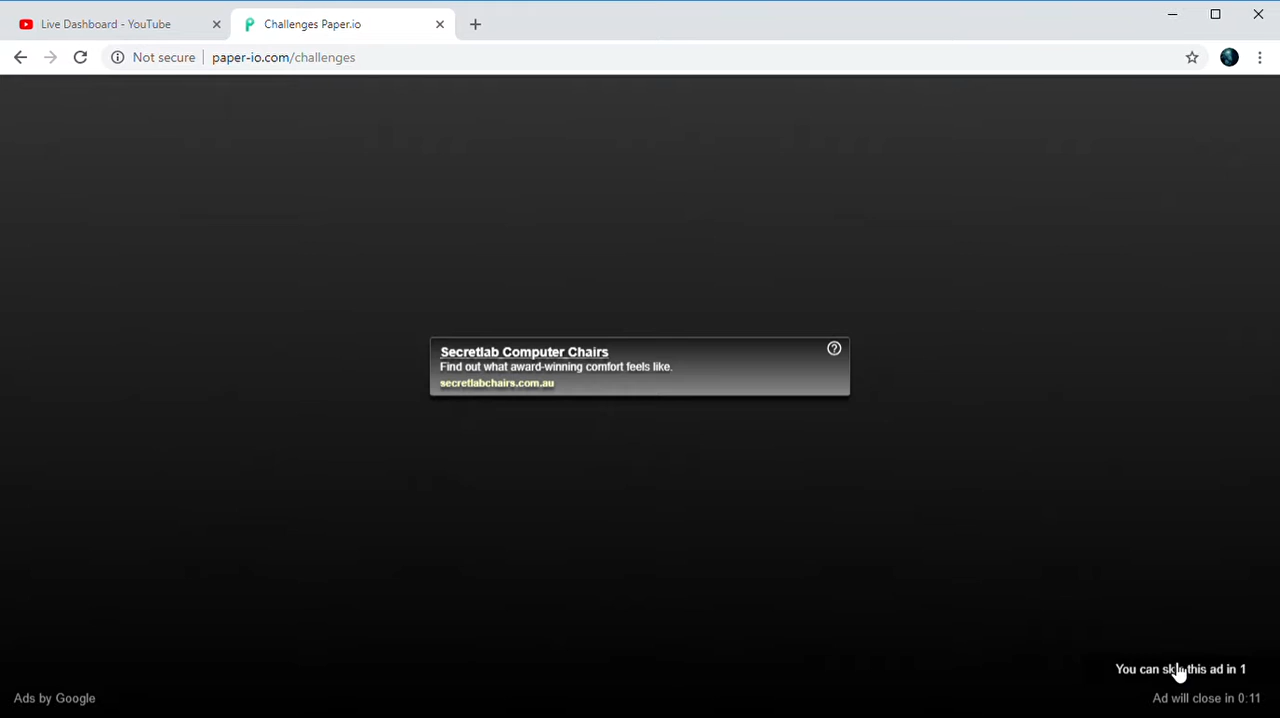 Live Dashboard - YouTube
Challenges Paper.io
Not secure
paper-io.com/challenges
Secretlab Computer Chairs
Find out what award-winning comfort feels like.
secretlabchairs.com.au
You can skip this ad in 1
Ads by Google
Ad will close in 0:11